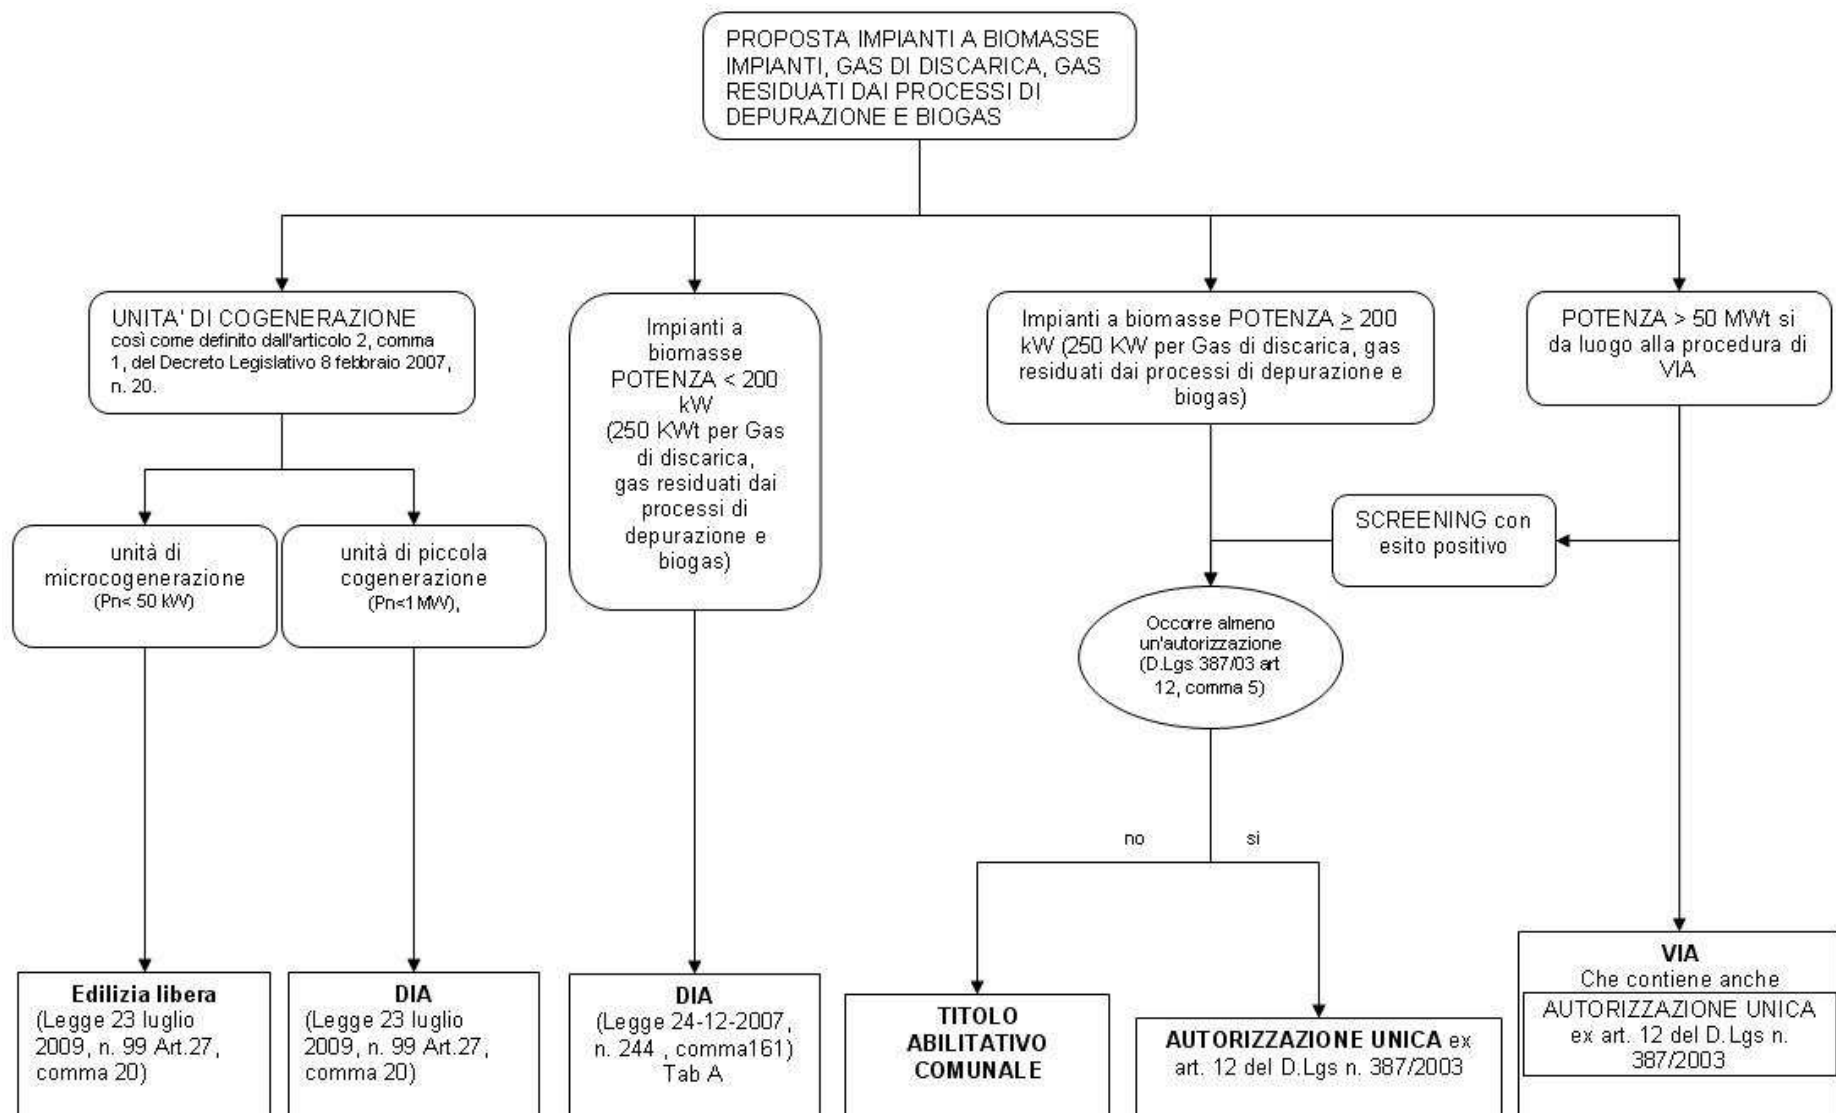 PROPOSTA IMPIANTI A BIOMASSE
IMPIANTI, GAS DI DISCARICA, GAS
RESIDUATI DAI PROCESSI DI
DEPURAZIONE E BIOGAS
UNITA' DI COGENERAZIONE
così come definito dall'articolo 2, comma
1, del Decreto Legislativo 8 febbraio 2007,
n. 20.
Impianti a
biomasse
POTENZA < 200
kW
(250 KWt per Gas
di discarica,
gas residuati dai
processi di
depurazione e
biogas)
Impianti a biomasse POTENZA ≥ 200
kW (250 KW per Gas di discarica, gas
residuati dai processi di depurazione e
biogas)
POTENZA > 50 MWt si
da luogo alla procedura di
VIA
unità di
microcogenerazione
(Pn< 50 kW)
unità di piccola
cogenerazione
(Pn<1 MW),
SCREENING con
esito positivo
Occorre almeno
un'autorizzazione
(D.Lgs 387/03 art
12, comma 5)
no
si
Edilizia libera
(Legge 23 luglio
2009, n. 99 Art.27,
comma 20)
DIA
(Legge 23 luglio
2009, n. 99 Art.27,
comma 20)
DIA
(Legge 24-12-2007,
n. 244 , comma161)
Tab A
TITOLO
ABILITATIVO
COMUNALE
AUTORIZZAZIONE UNICA ex
art. 12 del D.Lgs n. 387/2003
VIA
Che contiene anche
AUTORIZZAZIONE UNICA
ex art. 12 del D.Lgs n.
387/2003